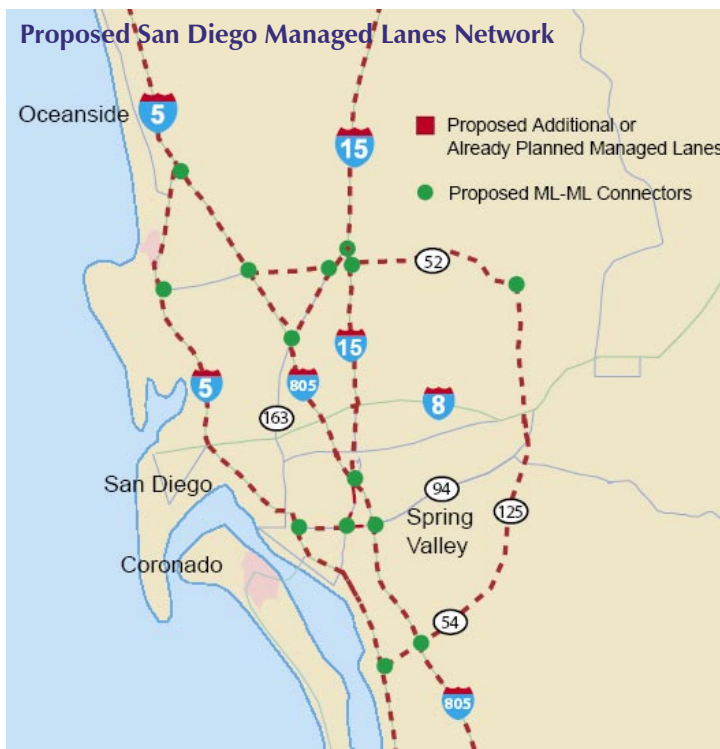 Proposed San Diego Managed Lanes Network
Oceanside
5
15
Proposed Additional or
Already Planned Managed Lanes
Proposed ML-ML Connectors
52
15
5
805
8
163
San Diego
94
125
Spring
Valley
Coronado
54
805